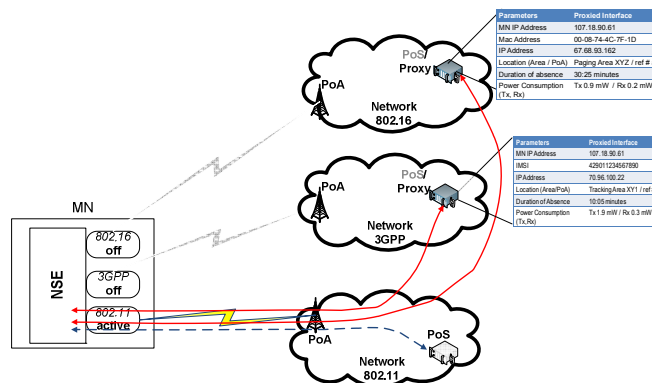 Parameters Proxied Interface
MN IP Address 107.18.90.61
Mac Address 00-08-74-4C-7F-1D
IP Address 67.68.93.162
Location (Area / PoA) Paging Area XYZ / ref #
Duration of absence 30:25 minutes
Power Consumption Tx 0.9 mW / Rx 0.2 mW
(Tx, Rx)
PoS/
Proxy
PoA
Network
802.16
Parameters Proxied Interface
MN IP Address 107.18.90.61
IMSI 429011234567890
IP Address 70.96.100.22
Location (Area/PoA) Tracking Area XY1 / ref
Duration of Absence 10:05 minutes
Power Consumption Tx 1.9 mW / Rx 0.3 mW
(Tx,Rx)
PoS/
Proxy
PoA
Network
3GPP
MN
NSE
802.16
off
3GPP
off
802.11
active
PoA
PoS
Network
802.11